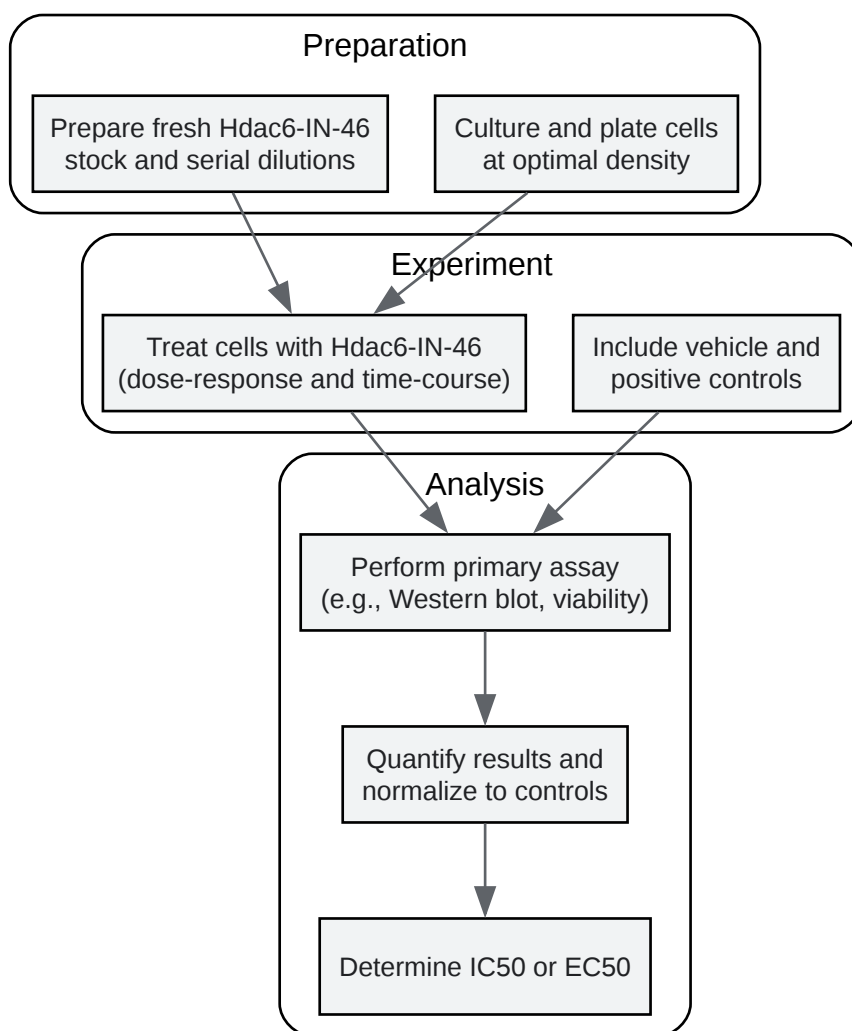 Preparation
Prepare fresh Hdac6-IN-46
stock and serial dilutions
Culture and plate cells
at optimal density
Experiment
Treat cells with Hdac6-IN-46
(dose-response and time-course)
Include vehicle and
positive controls
Analysis
Perform primary assay
(e.g., Western blot, viability)
Quantify results and
normalize to controls
Determine IC50 or EC50